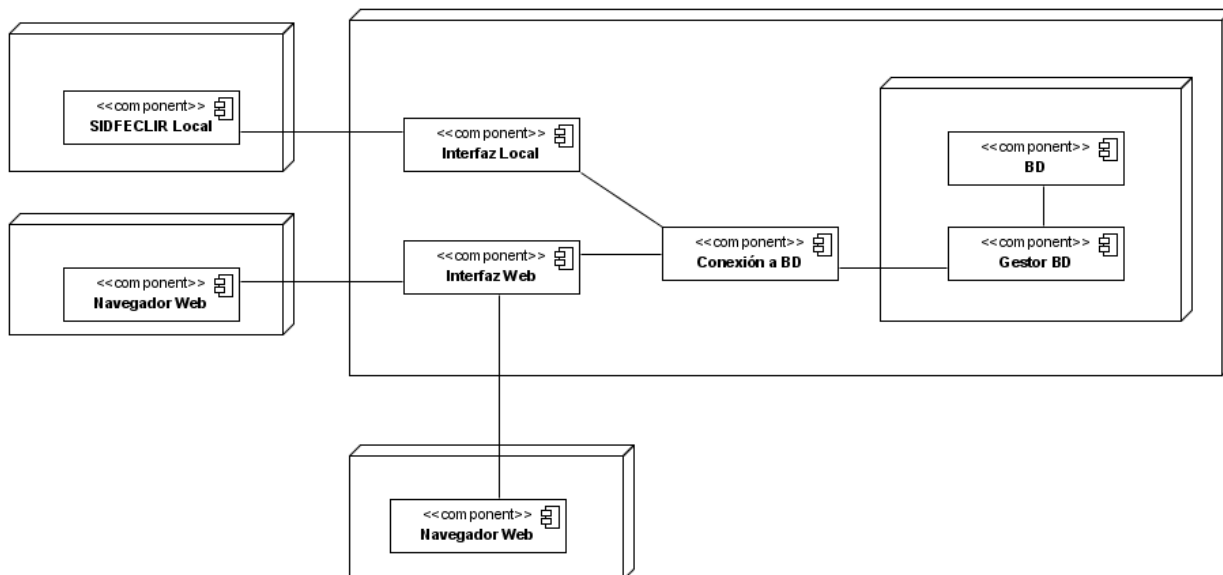 <<component>>
SIDFECLIR Local
<<component>>
Interfaz Local
<<component>>
BD
<<component>>
Navegador Web
<<component>>
Interfaz Web
<<component>>
Conexión a BD
<<component>>
Gestor BD
<<component>>
Navegador Web